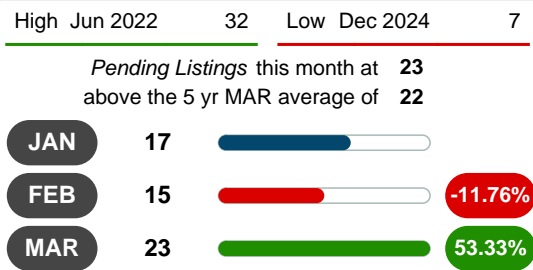 High Jun 2022 32 Low Dec 2024 7
Pending Listings this month at 23
above the 5 yr MAR average of 22
JAN 17
FEB 15 -11.76%
MAR 23 53.33%